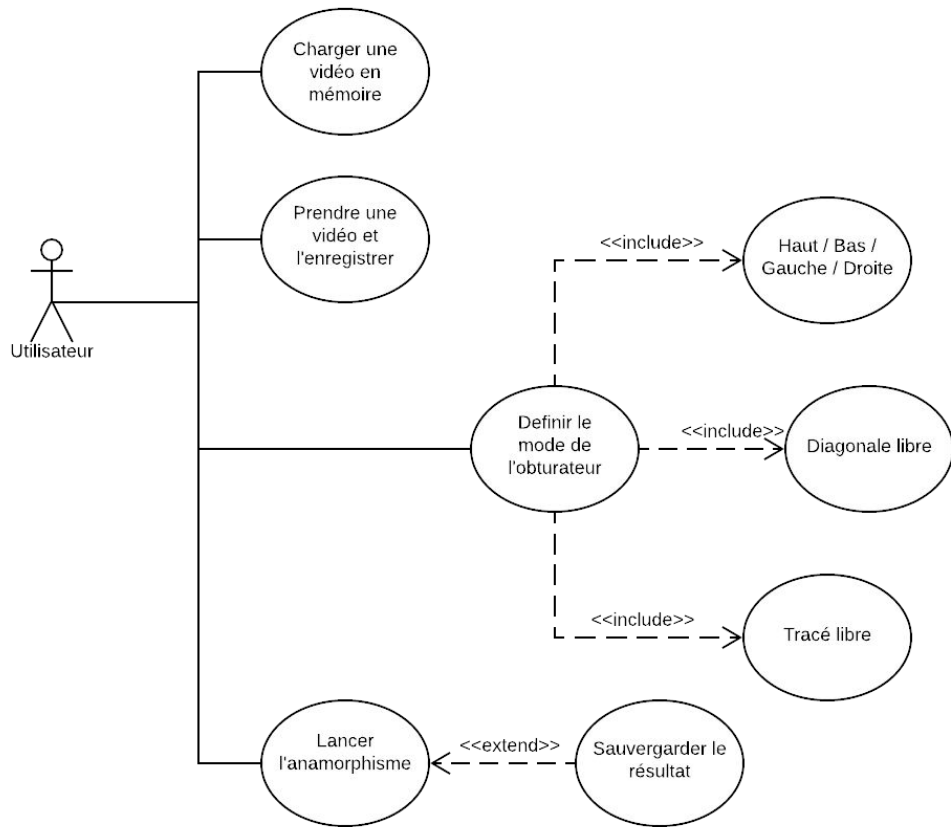 Charger une
vidéo en
mémoire
Prendre une
vidéo et
l'enregistrer
Utilisateur
<<include>>
Haut / Bas /
Gauche / Droite
Definir le
mode de
l'obturateur
<<include>>
Diagonale libre
<<include>>
Tracé libre
Lancer
l'anamorphisme
<<extend>>
Sauvergarder le
résultat